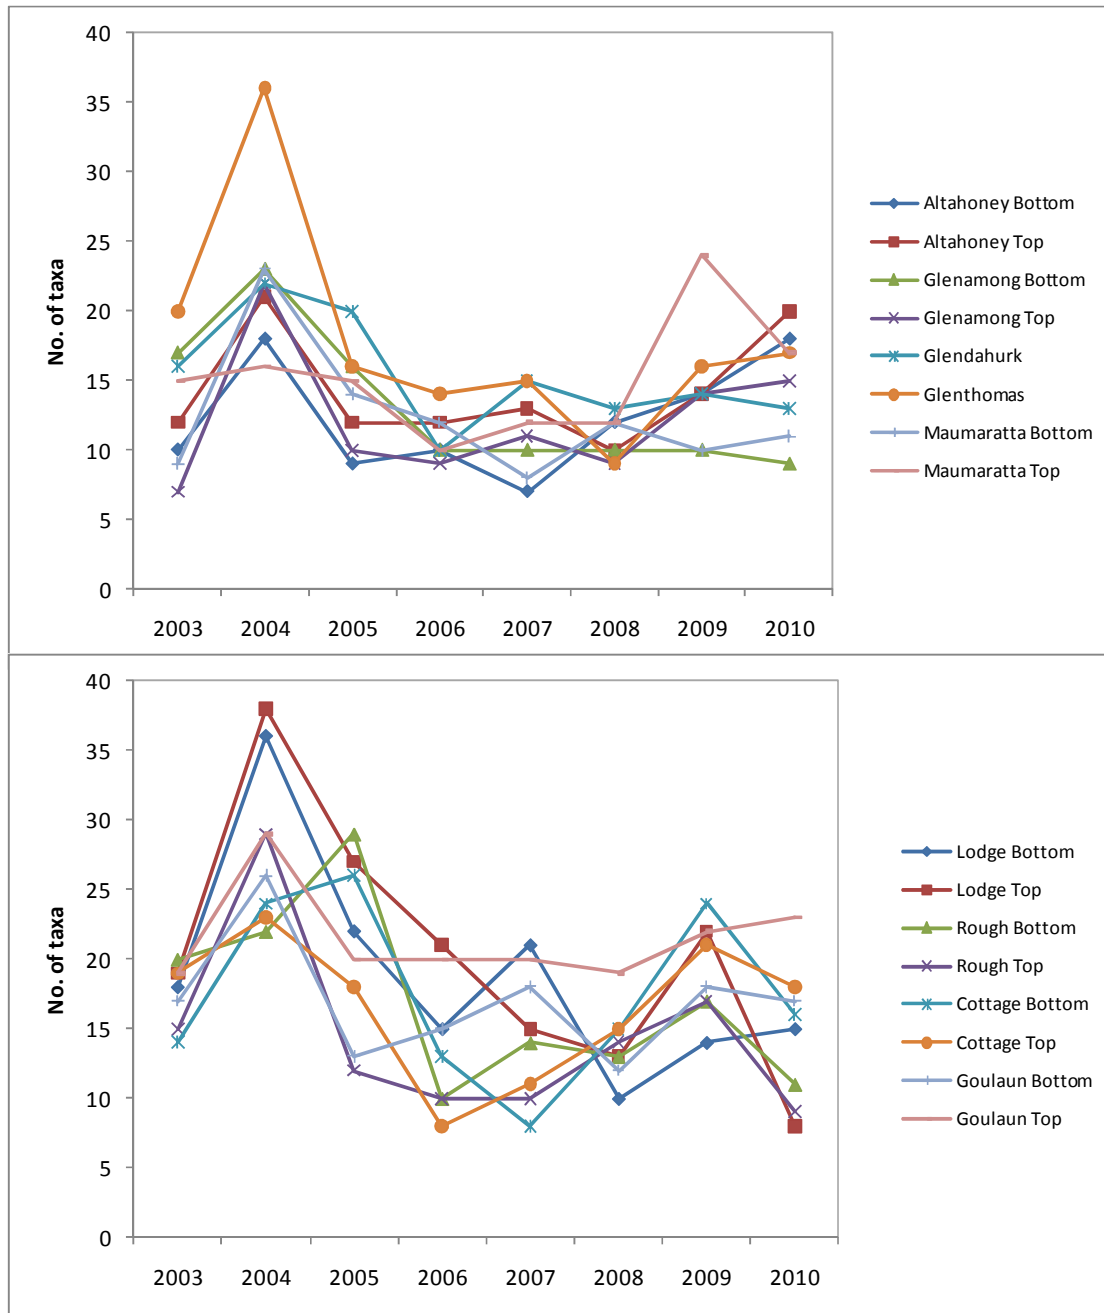 40
35
30
25
20
15
10
5
0
No. of taxa
2003 2004 2005 2006 2007 2008 2009 2010
Altahoney Bottom
Altahoney Top
Glenamong Bottom
Glenamong Top
Glendahurk
Glenthomas
Maumaratta Bottom
Maumaratta Top
40
35
30
25
20
15
10
5
0
No. of taxa
2003 2004 2005 2006 2007 2008 2009 2010
Lodge Bottom
Lodge Top
Rough Bottom
Rough Top
Cottage Bottom
Cottage Top
Goulaun Bottom
Goulaun Top